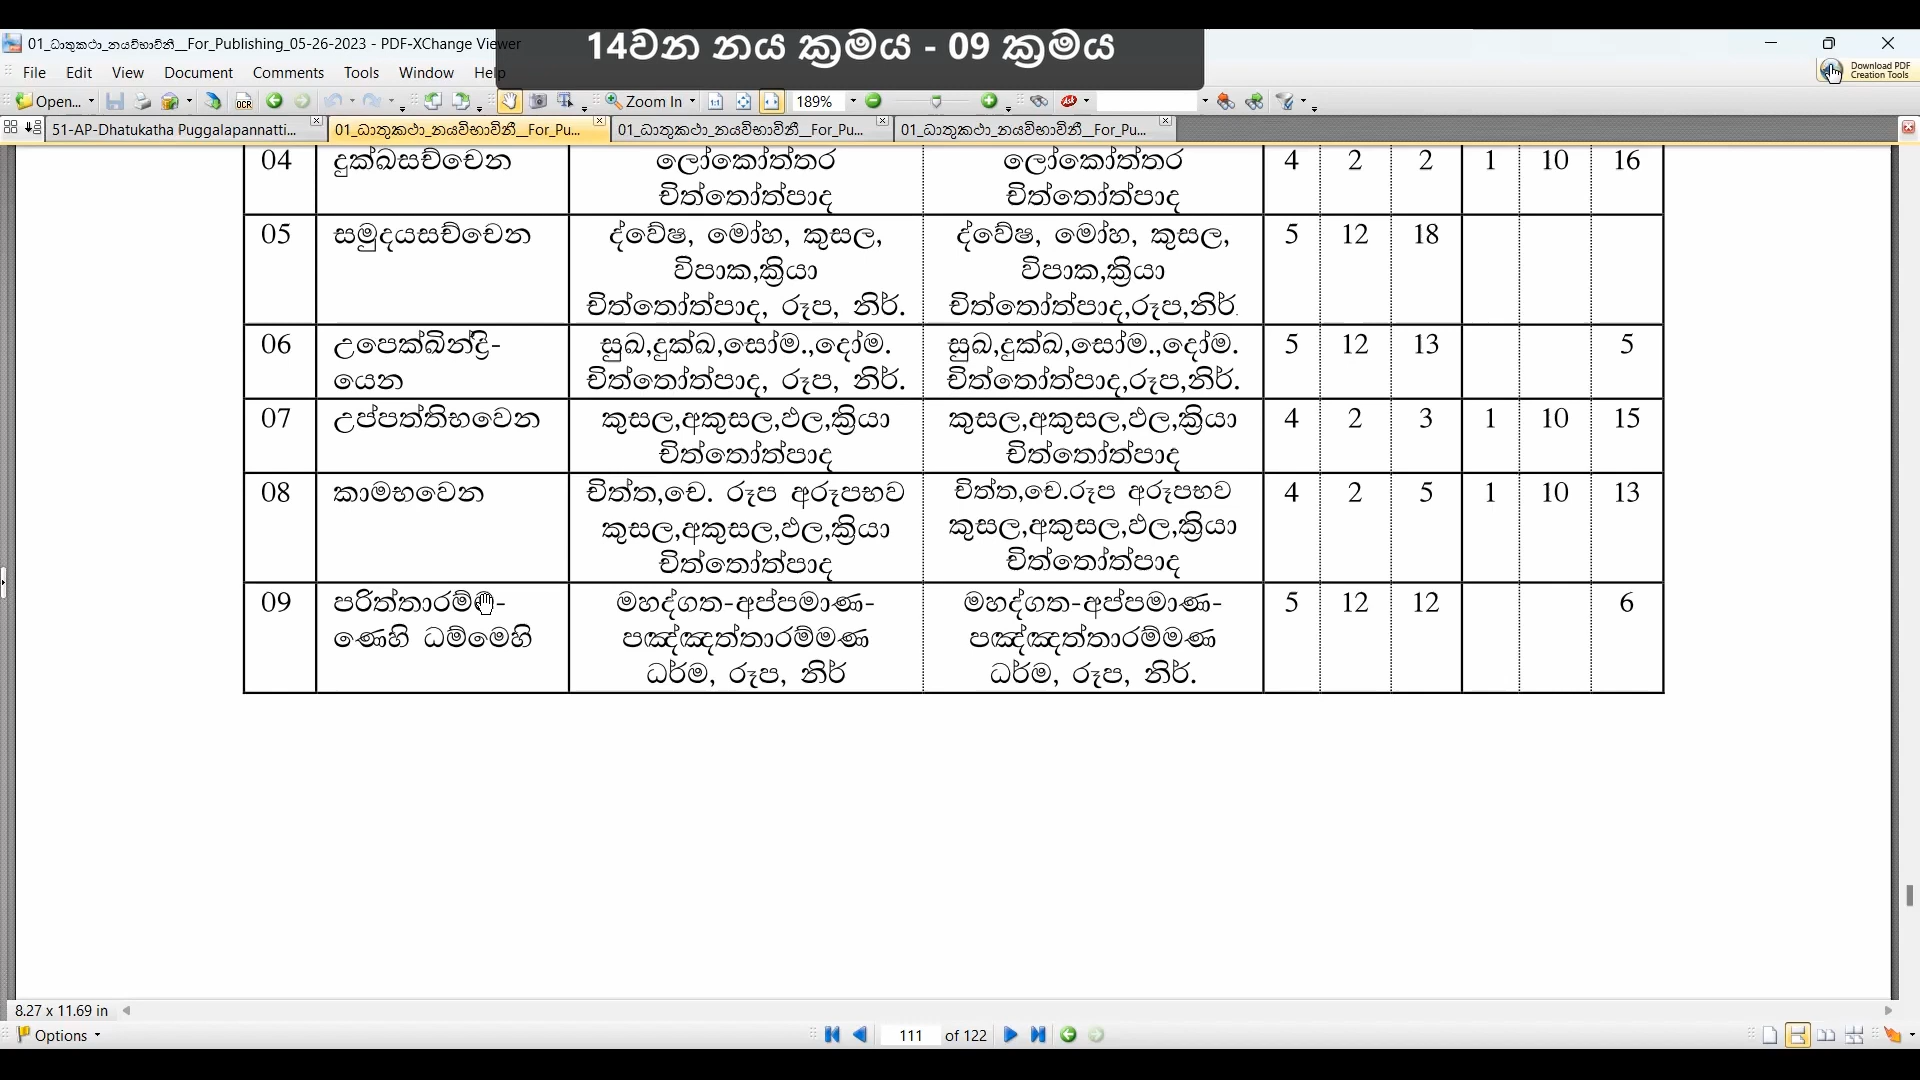 01_ධාතුකථා_නයවිභාවිනී__For_Publishing_05-26-2023 - PDF-XChange Viewer
14වන නය ක්‍රමය - 09 ක්‍රමය
File Edit View Document Comments Tools Window Help
Download PDF
Creation Tools
Open... OCR Zoom In 189%
51-AP-Dhatukatha Puggalapannatti... 01_ධාතුකථා_නයවිභාවිනී__For_Pu... 01_ධාතුකථා_නයවිභාවිනී__For_Pu... 01_ධාතුකථා_නයවිභාවිනී__For_Pu...
04 දුක්ඛසච්චෙන ලෝකෝත්තර ලෝකෝත්තර 4 2 2 1 10 16
චිත්තෝත්පාද චිත්තෝත්පාද
05 සමුදයසච්චෙන ද්වේෂ, මෝහ, කුසල, ද්වේෂ, මෝහ, කුසල, 5 12 18
විපාක,ක්‍රියා විපාක,ක්‍රියා
චිත්තෝත්පාද, රූප, නිර්. චිත්තෝත්පාද,රූප,නිර්.
06 උපෙක්ඛින්ද්‍රි- සුඛ,දුක්ඛ,සෝම.,දෝම. සුඛ,දුක්ඛ,සෝම.,දෝම. 5 12 13 5
යෙන චිත්තෝත්පාද, රූප, නිර්. චිත්තෝත්පාද,රූප,නිර්.
07 උප්පත්තිභවෙන කුසල,අකුසල,ඵල,ක්‍රියා කුසල,අකුසල,ඵල,ක්‍රියා 4 2 3 1 10 15
චිත්තෝත්පාද චිත්තෝත්පාද
08 කාමභවෙන චිත්ත,චෙ. රූප අරූපභව චිත්ත,චෙ.රූප අරූපභව 4 2 5 1 10 13
කුසල,අකුසල,ඵල,ක්‍රියා කුසල,අකුසල,ඵල,ක්‍රියා
චිත්තෝත්පාද චිත්තෝත්පාද
09 පරිත්තාරම්ම- මහද්ගත-අප්පමාණ- මහද්ගත-අප්පමාණ- 5 12 12 6
ණෙහි ධම්මෙහි පඤ්ඤත්තාරම්මණ පඤ්ඤත්තාරම්මණ
ධර්ම, රූප, නිර් ධර්ම, රූප, නිර්.
8.27 x 11.69 in
Options 111 of 122